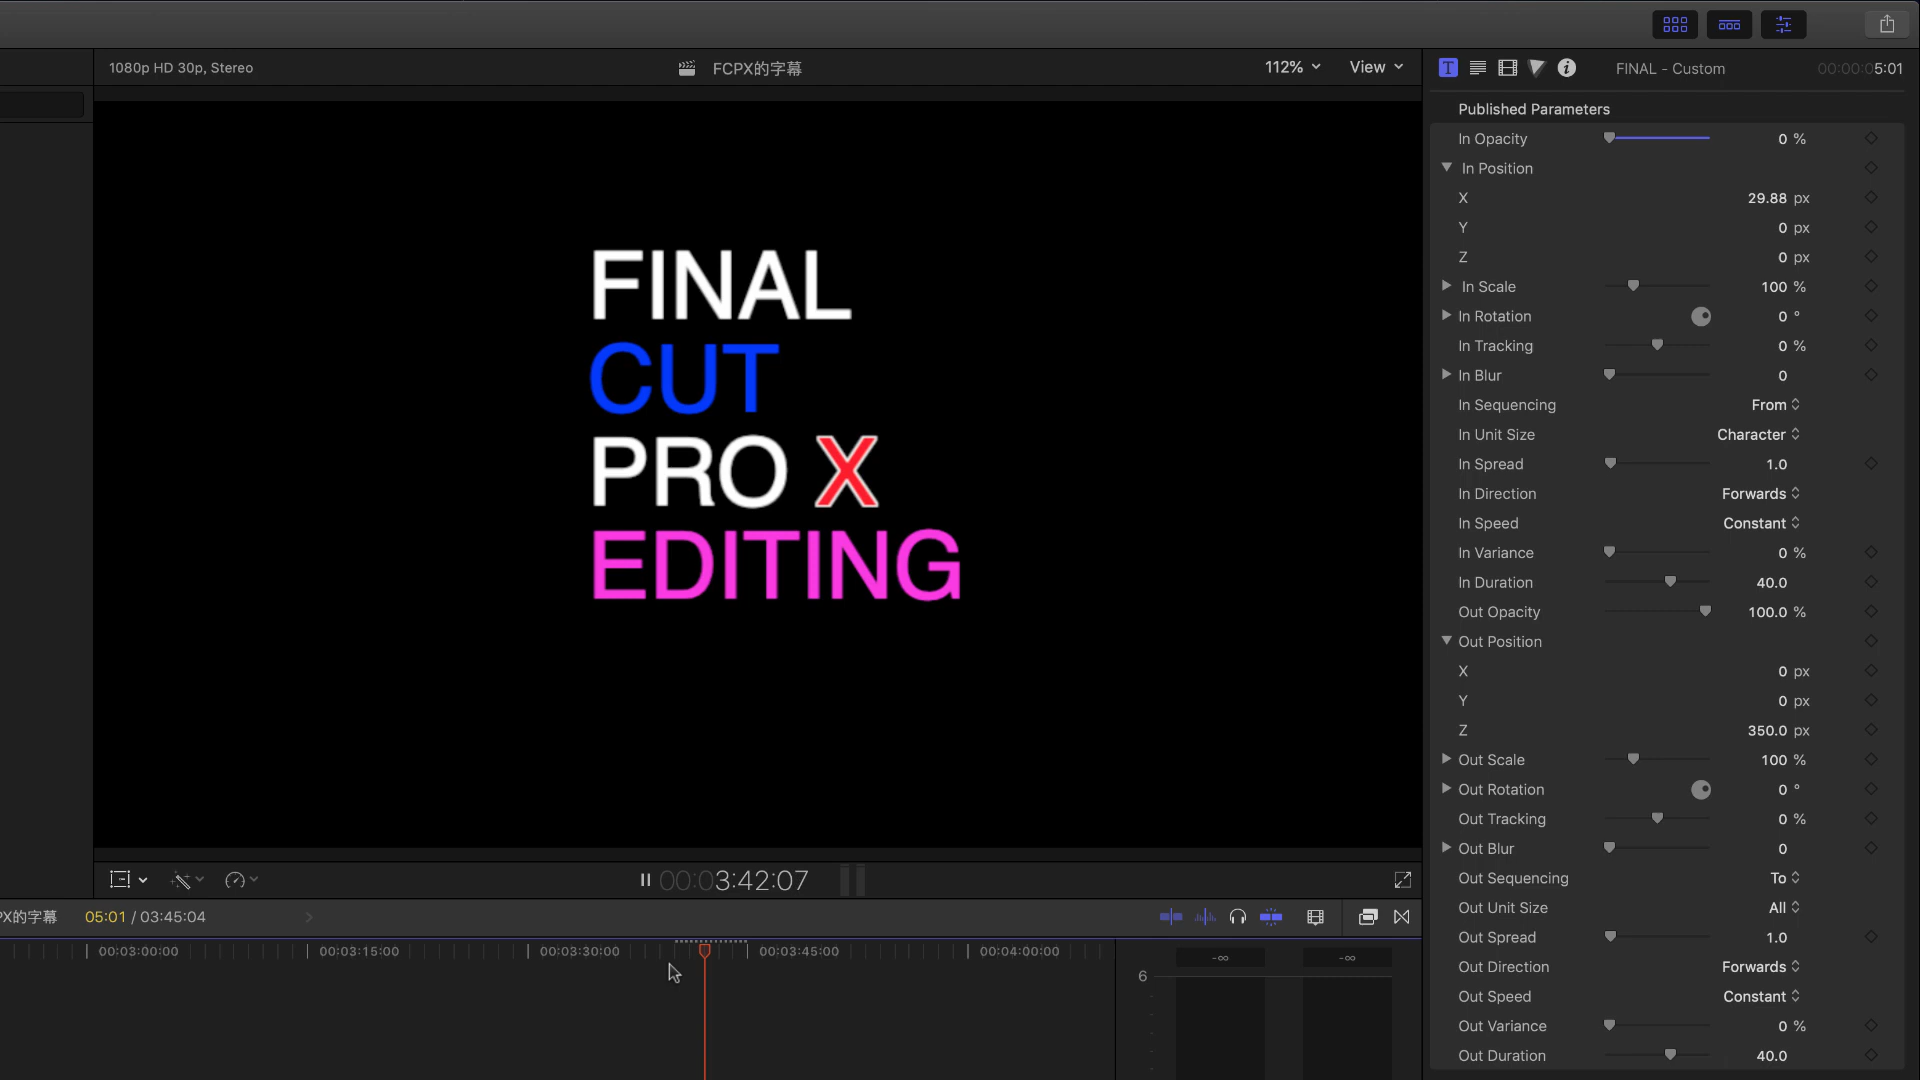 1080p HD 30p, Stereo
FCPX的字幕
112%
View
FINAL - Custom
00:00:05:01
Published Parameters
In Opacity 0 %
In Position
X 29.88 px
Y 0 px
Z 0 px
In Scale 100 %
In Rotation 0 °
In Tracking 0 %
In Blur 0
In Sequencing From
In Unit Size Character
In Spread 1.0
In Direction Forwards
In Speed Constant
In Variance 0 %
In Duration 40.0
Out Opacity 100.0 %
Out Position
X 0 px
Y 0 px
Z 350.0 px
Out Scale 100 %
Out Rotation 0 °
Out Tracking 0 %
Out Blur 0
Out Sequencing To
Out Unit Size All
Out Spread 1.0
Out Direction Forwards
Out Speed Constant
Out Variance 0 %
Out Duration 40.0
FINAL
CUT
PRO X
EDITING
00:03:42:07
PX的字幕 05:01 / 03:45:04
00:03:00:00 00:03:15:00 00:03:30:00 00:03:45:00 00:04:00:00
-∞ -∞
6